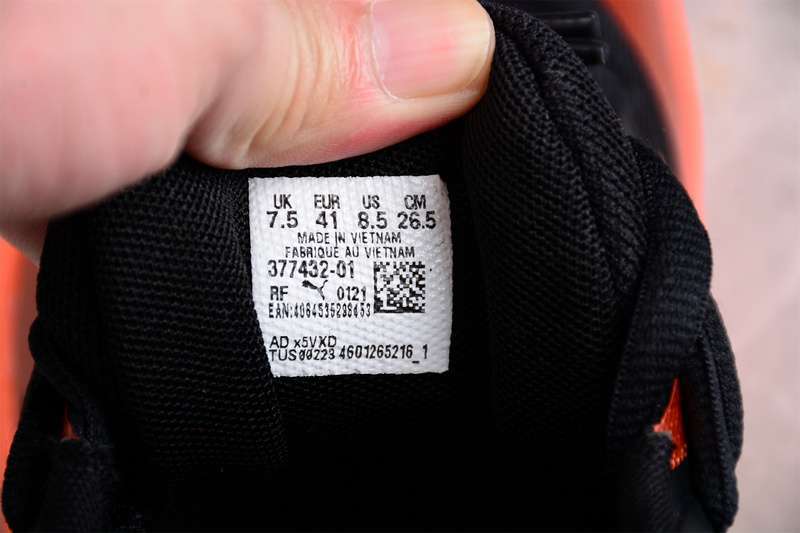 UK EUR US CM
7.5 41 8.5 26.5
MADE IN VIETNAM
FABRIQUE AU VIETNAM
377432-01
RF 0121
EAN:4064535238453
AD x5VXD
TUS00223 4601265216_1